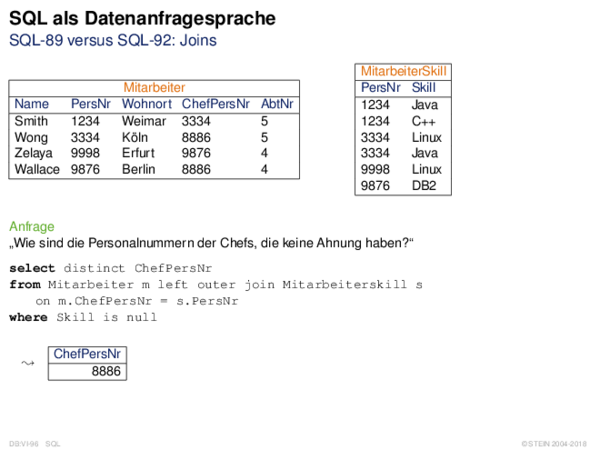 SQL als Datenanfragesprache
SQL-89 versus SQL-92: Joins
Mitarbeiter
Name PersNr Wohnort ChefPersNr AbtNr
Smith 1234 Weimar 3334 5
Wong 3334 Köln 8886 5
Zelaya 9998 Erfurt 9876 4
Wallace 9876 Berlin 8886 4
MitarbeiterSkill
PersNr Skill
1234 Java
1234 C++
3334 Linux
3334 Java
9998 Linux
9876 DB2
Anfrage
„Wie sind die Personalnummern der Chefs, die keine Ahnung haben?“
select distinct ChefPersNr
from Mitarbeiter m left outer join Mitarbeiterskill s
on m.ChefPersNr = s.PersNr
where Skill is null
⤳ ChefPersNr
8886
DB:VI-96 SQL
© STEIN 2004-2018